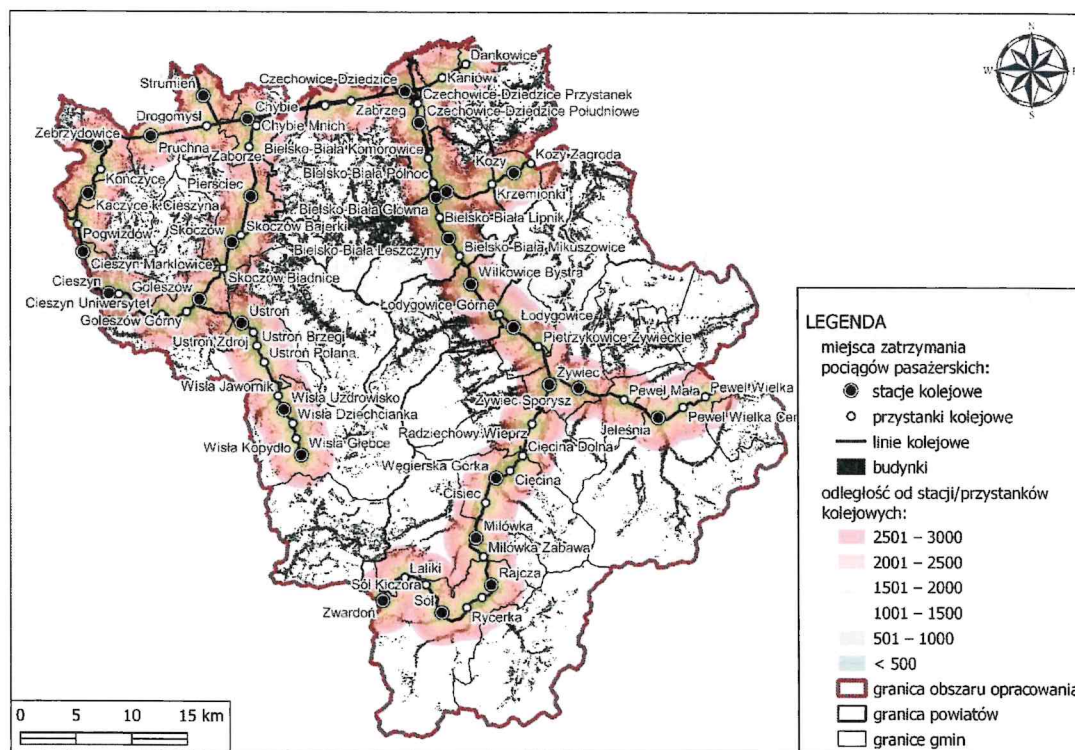 N
W
E
S
Dankowice
Kaniów
Czechowice-Dziedzice
Strumień
Czechowice-Dziedzice Przystanek
Drogomyśl
Chybie
Zabrzeg
Czechowice-Dziedzice Południowe
Zebrzydowice
Chybie Mnich
Pruchna
Zaborze
Bielsko-Biała Komorowice
Kozy
Kozy Zagroda
Kończyce
Pierściec
Bielsko-Biała Północ
Kaczyce k Cieszyna
Krzemionki
Bielsko-Biała Główna
Pogwizdów
Skoczów
Skoczów Bajerki
Bielsko-Biała Lipnik
Bielsko-Biała Leszczyny
Bielsko-Biała Mikuszowice
Cieszyn Marklowice
Cieszyn
Goleszów
Skoczów Bładnice
Wilkowice Bystra
Cieszyn Uniwersytet
Goleszów Górny
Ustroń
Łodygowice Górne
Łodygowice
Ustroń Zdrój
Ustroń Brzegi
Pietrzykowice Żywieckie
Ustroń Polana
Żywiec
Wisła Jawornik
Wisła Uzdrowisko
Żywiec Sporysz
Pewel Mała
Pewel Wielka
Wisła Dziechcianka
Pewel Wielka Cen
Radziechowy Wieprz
Jeleśnia
Wisła Kopydło
Wisła Głębce
Cięcina Dolna
Węgierska Górka
Cięcina
Cisiec
Milówka
Milówka Zabawa
Laliki
Sól Kiczora
Rajcza
Zwardoń
Sól
Rycerka
0 5 10 15 km
LEGENDA
miejsca zatrzymania
pociągów pasażerskich:
stacje kolejowe
przystanki kolejowe
linie kolejowe
budynki
odległość od stacji/przystanków
kolejowych:
2501 – 3000
2001 – 2500
1501 – 2000
1001 – 1500
501 – 1000
< 500
granica obszaru opracowania
granica powiatów
granice gmin